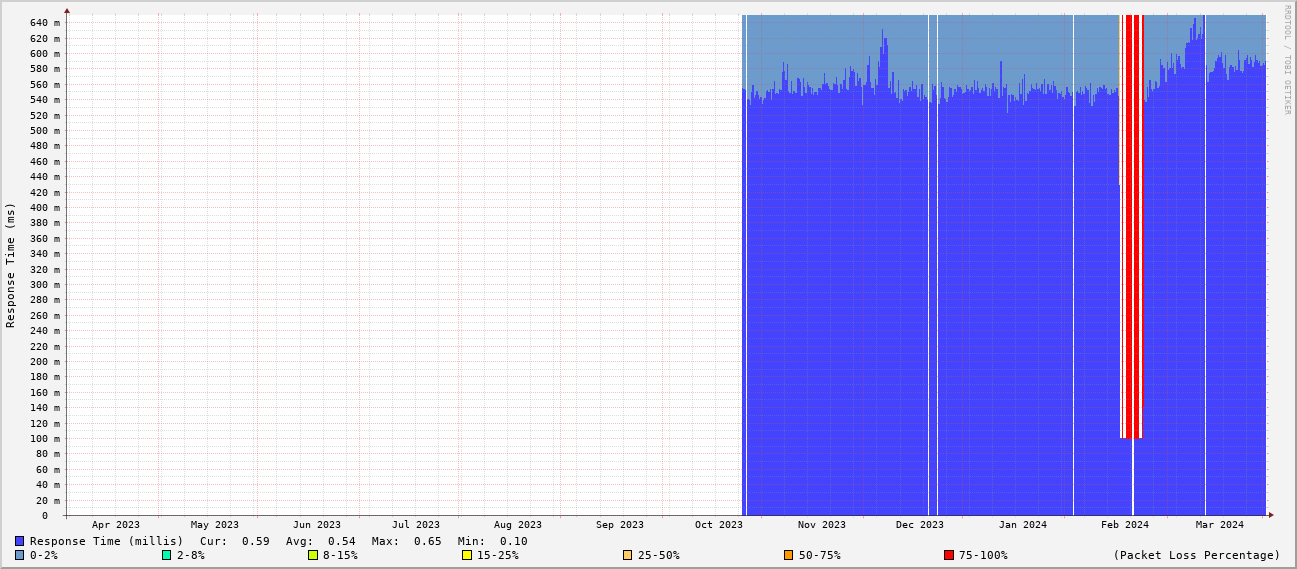 RRDTOOL / TOBI OETIKER
Response Time (ms)
640 m
620 m
600 m
580 m
560 m
540 m
520 m
500 m
480 m
460 m
440 m
420 m
400 m
380 m
360 m
340 m
320 m
300 m
280 m
260 m
240 m
220 m
200 m
180 m
160 m
140 m
120 m
100 m
80 m
60 m
40 m
20 m
0
Apr 2023 May 2023 Jun 2023 Jul 2023 Aug 2023 Sep 2023 Oct 2023 Nov 2023 Dec 2023 Jan 2024 Feb 2024 Mar 2024
Response Time (millis) Cur: 0.59 Avg: 0.54 Max: 0.65 Min: 0.10
0-2% 2-8% 8-15% 15-25% 25-50% 50-75% 75-100% (Packet Loss Percentage)